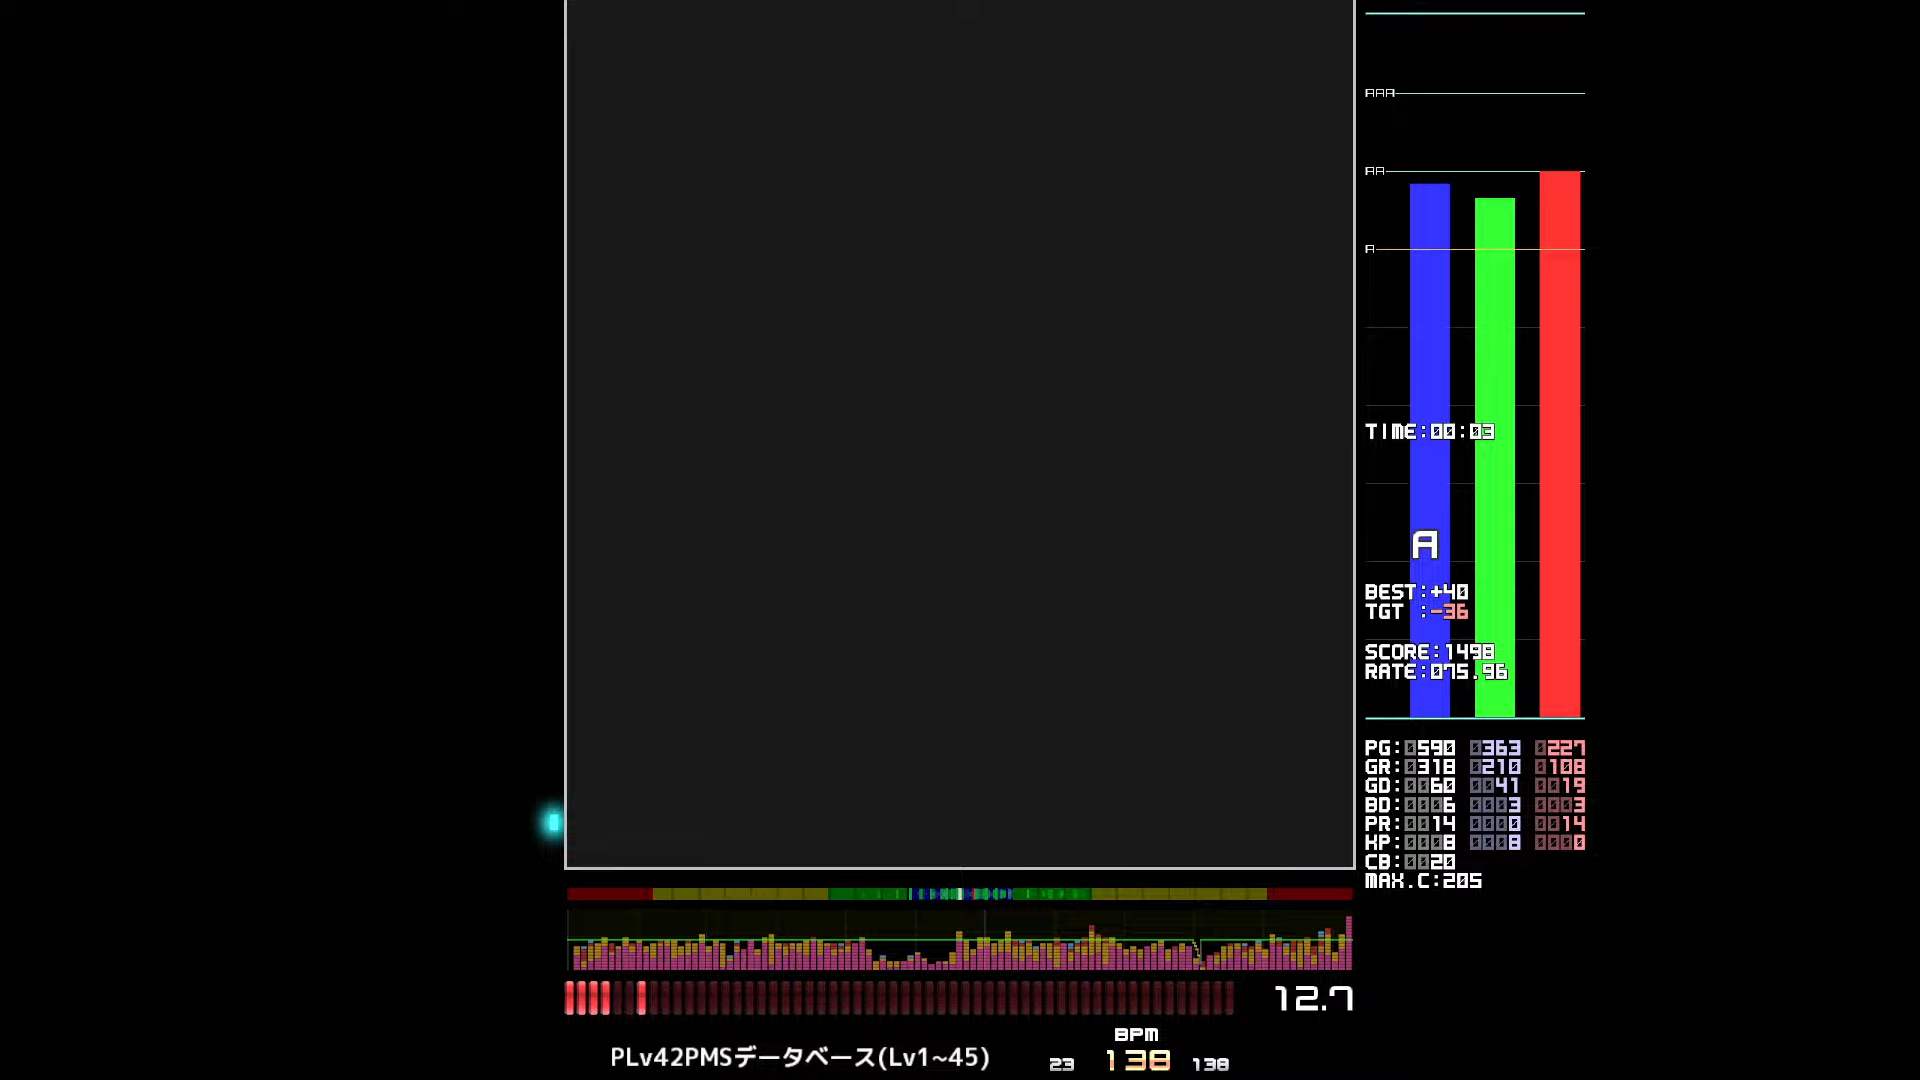 AAA
AA
A
TIME:00:03
A
BEST:+40
TGT :-36
SCORE:1498
RATE:075.96
PG:0590 0363 0227
GR:0318 0210 0108
GD:0060 0041 0019
BD:0006 0003 0003
PR:0014 0000 0014
KP:0008 0008 0000
CB:0020
MAX.C:205
12.7
BPM
PLv42PMSデータベース(Lv1~45) 23 138 138